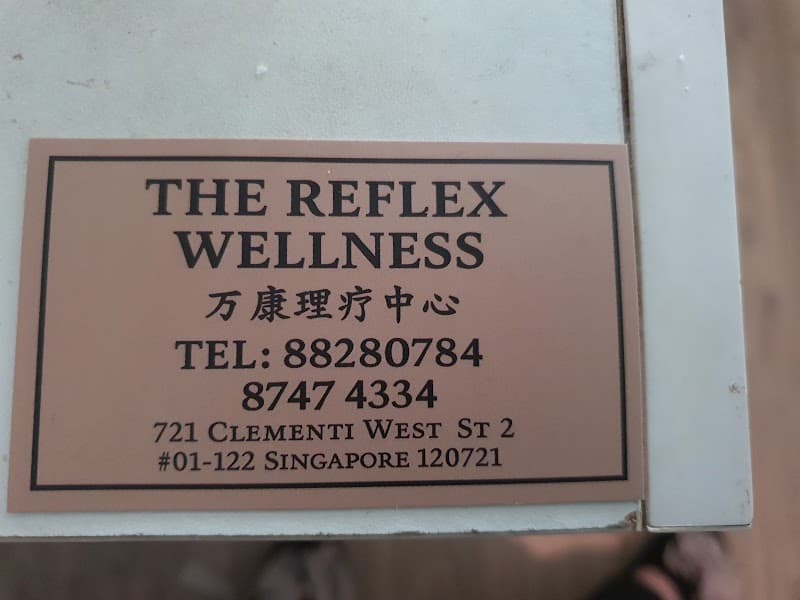 THE REFLEX
WELLNESS
万康理疗中心
TEL: 88280784
8747 4334
721 CLEMENTI WEST ST 2
#01-122 SINGAPORE 120721